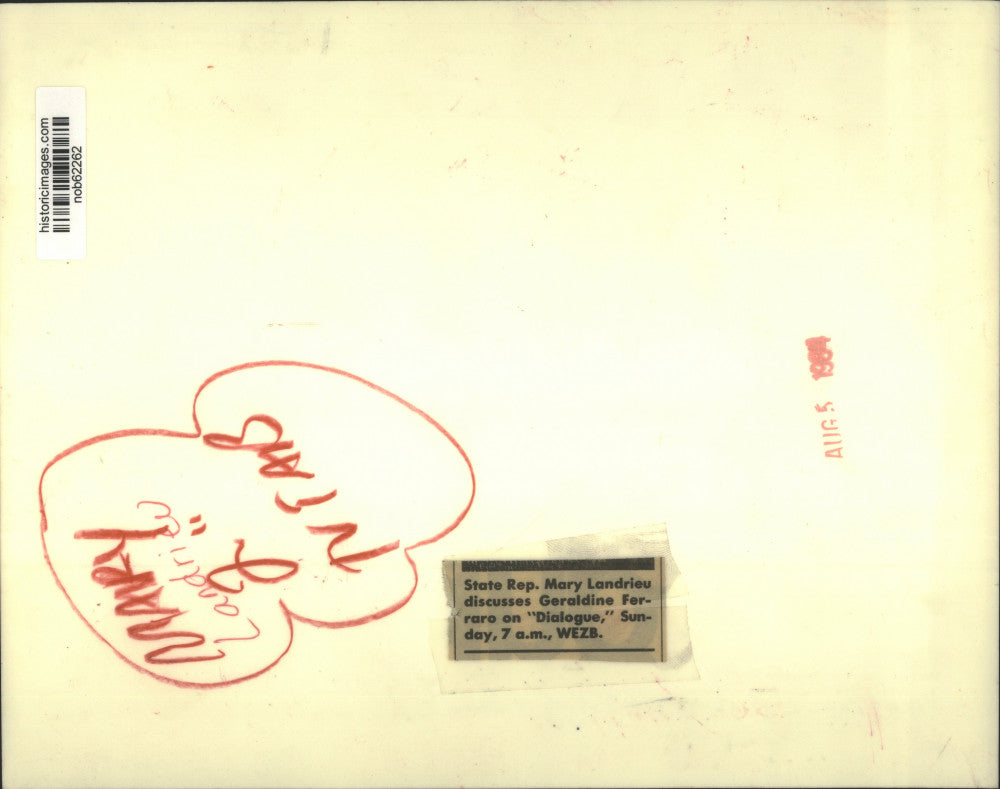 historicimages.com
nob62262
MARY
Landrieu
AUG 5 1984
State Rep. Mary Landrieu
discusses Geraldine Fer-
raro on "Dialogue," Sun-
day, 7 a.m., WEZB.